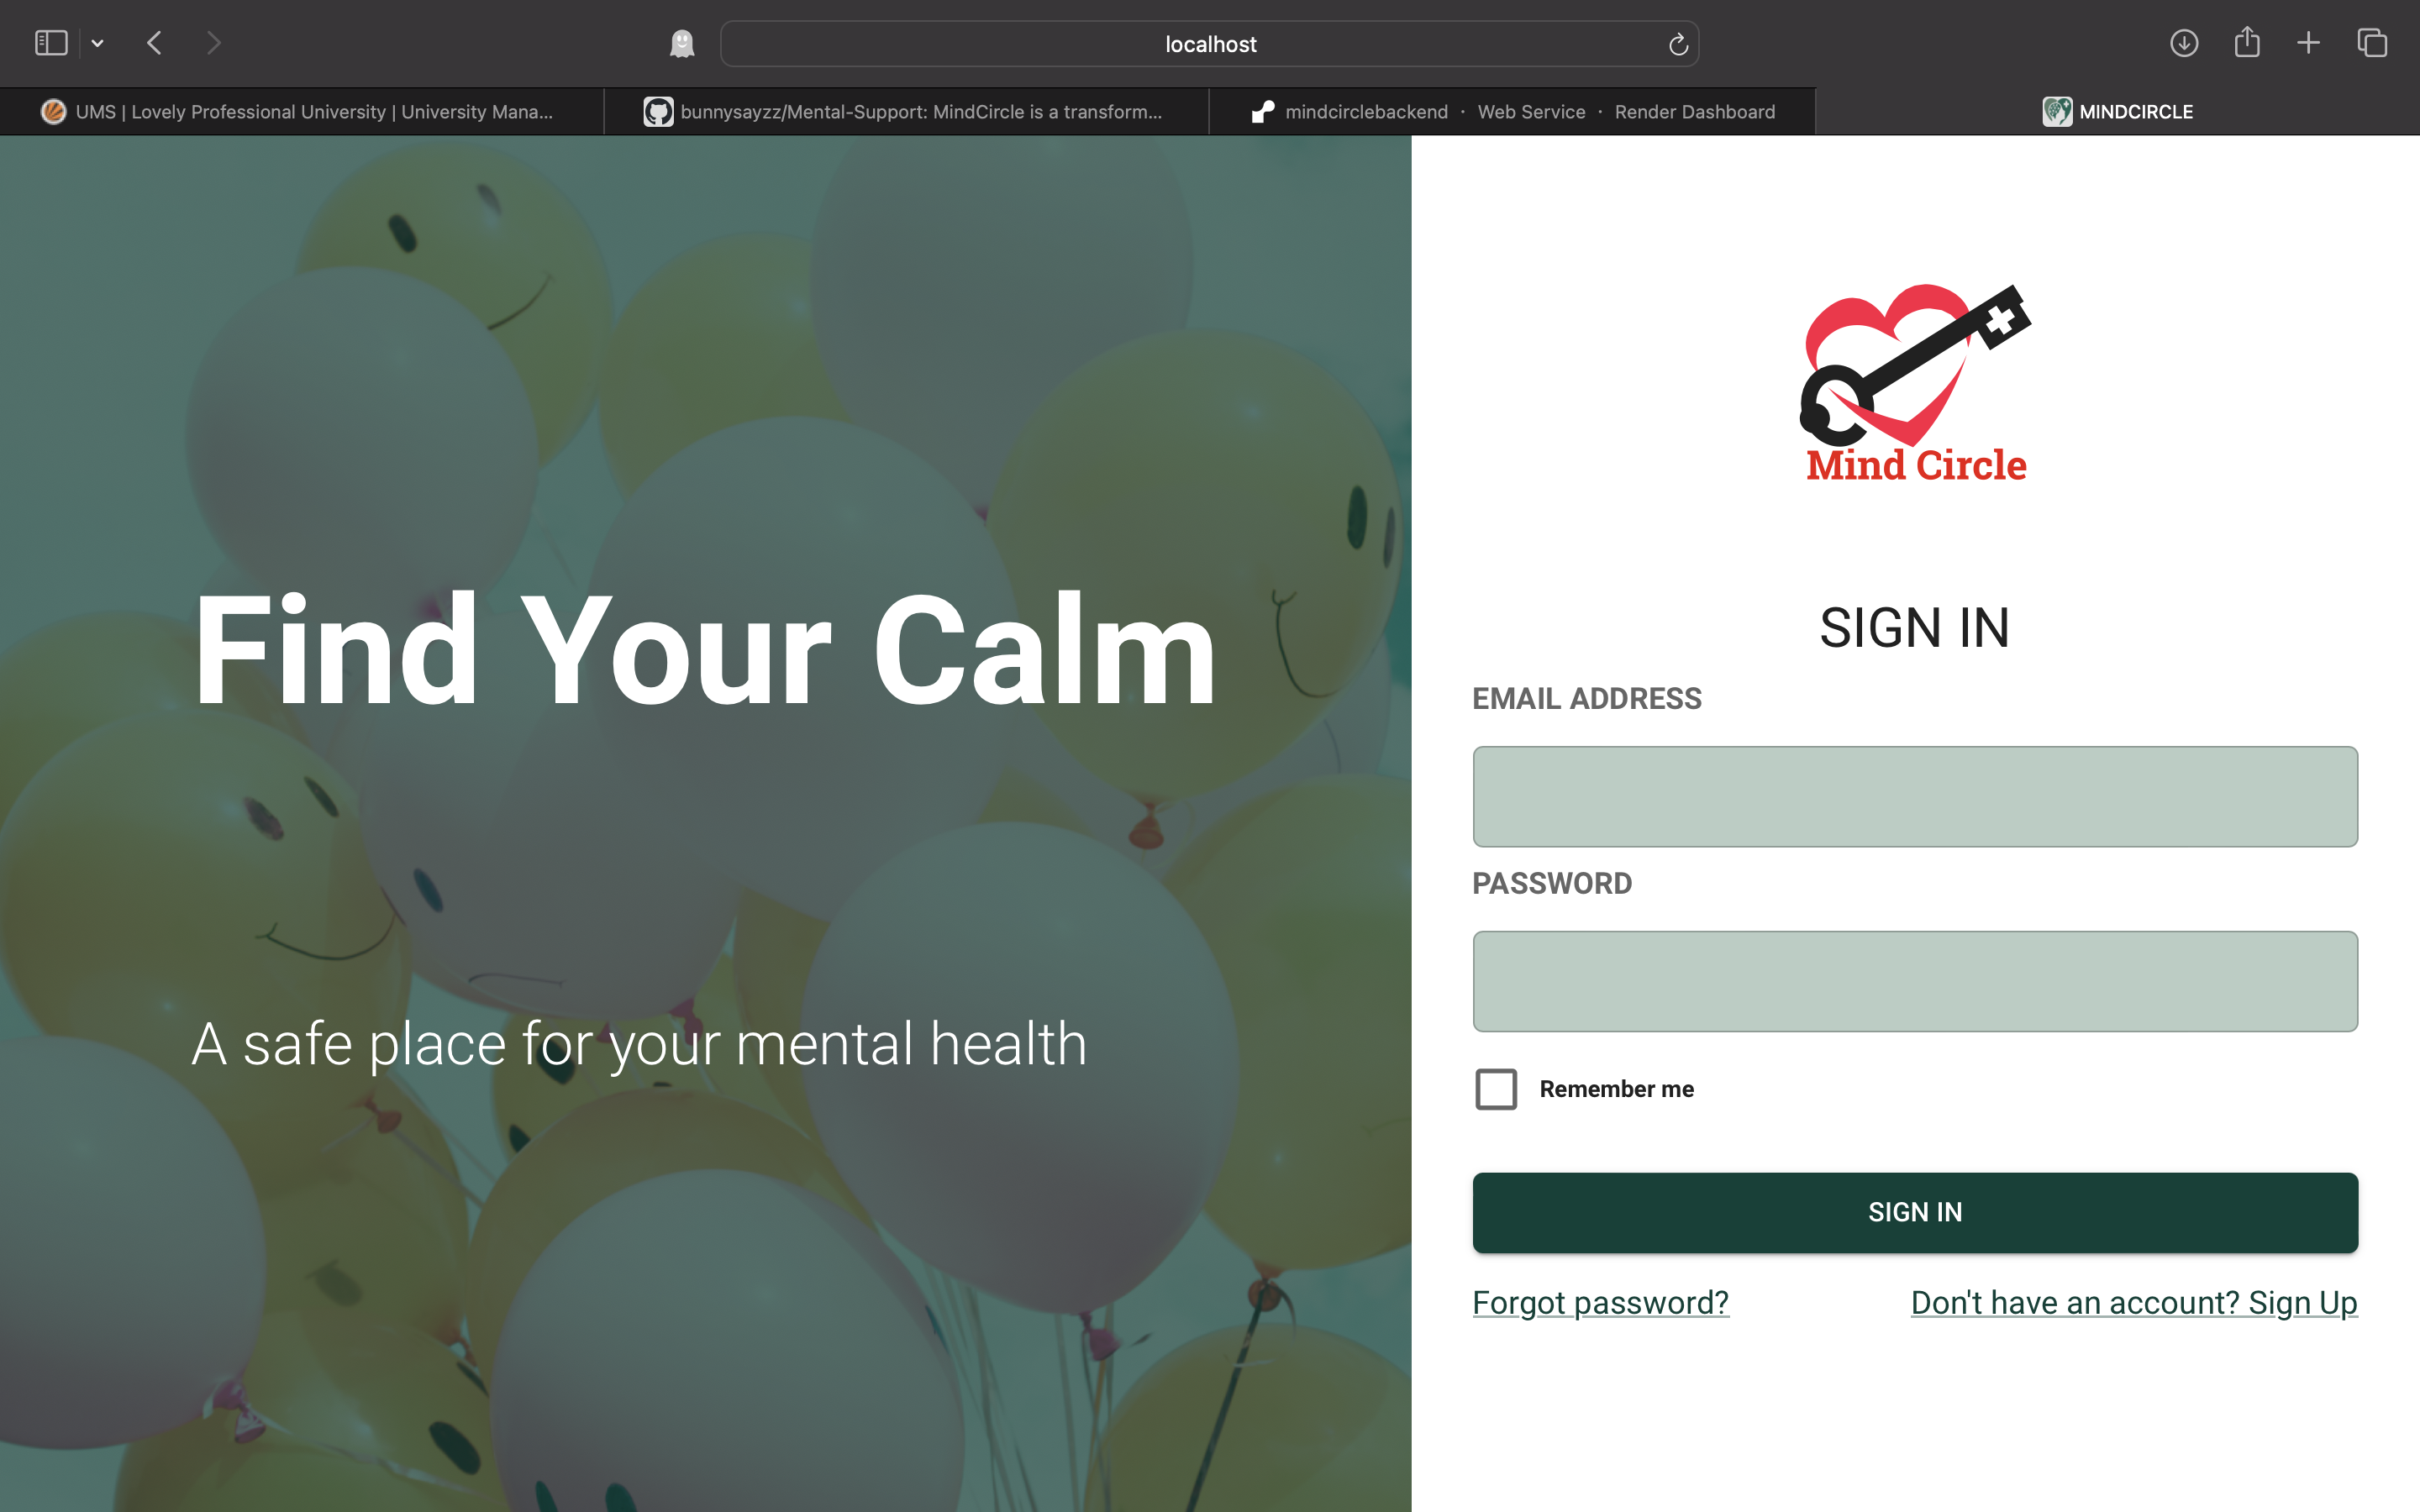 localhost
UMS | Lovely Professional University | University Mana...
bunnysayzz/Mental-Support: MindCircle is a transform...
mindcirclebackend · Web Service · Render Dashboard
MINDCIRCLE
Find Your Calm
A safe place for your mental health
Mind Circle
SIGN IN
EMAIL ADDRESS
PASSWORD
Remember me
SIGN IN
Forgot password?
Don't have an account? Sign Up